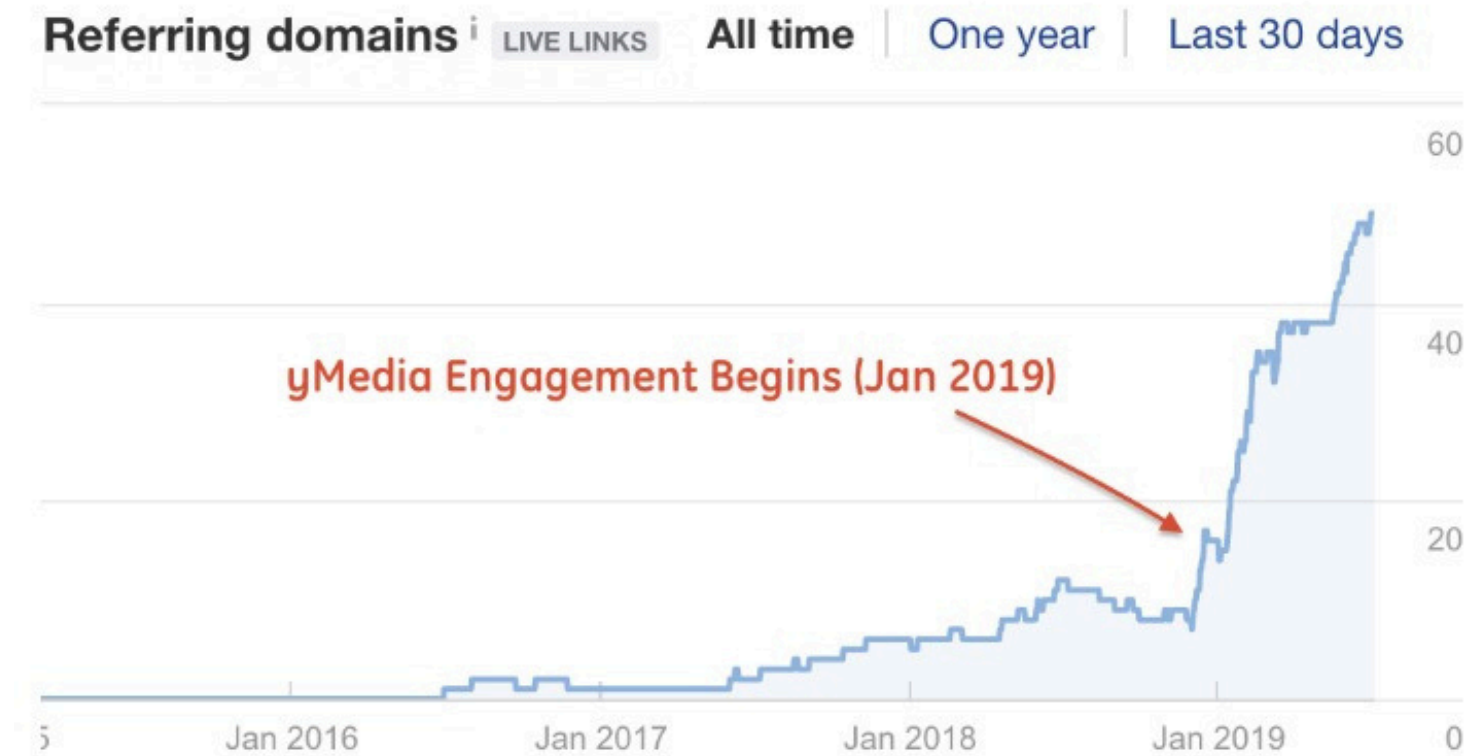 Referring domains i LIVE LINKS All time One year Last 30 days
60
40
yMedia Engagement Begins (Jan 2019)
20
5 Jan 2016 Jan 2017 Jan 2018 Jan 2019 0